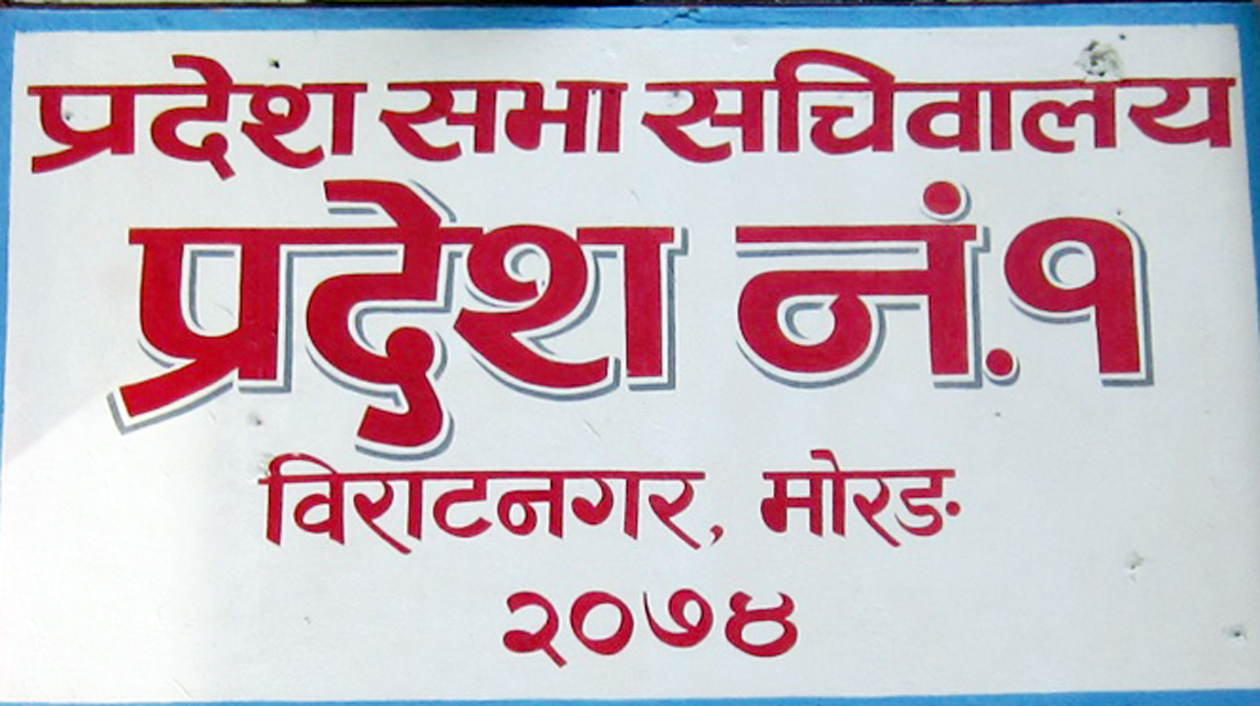 प्रदेश सभा सचिवालय
प्रदेश नं.१
विराटनगर, मोरङ
२०७४